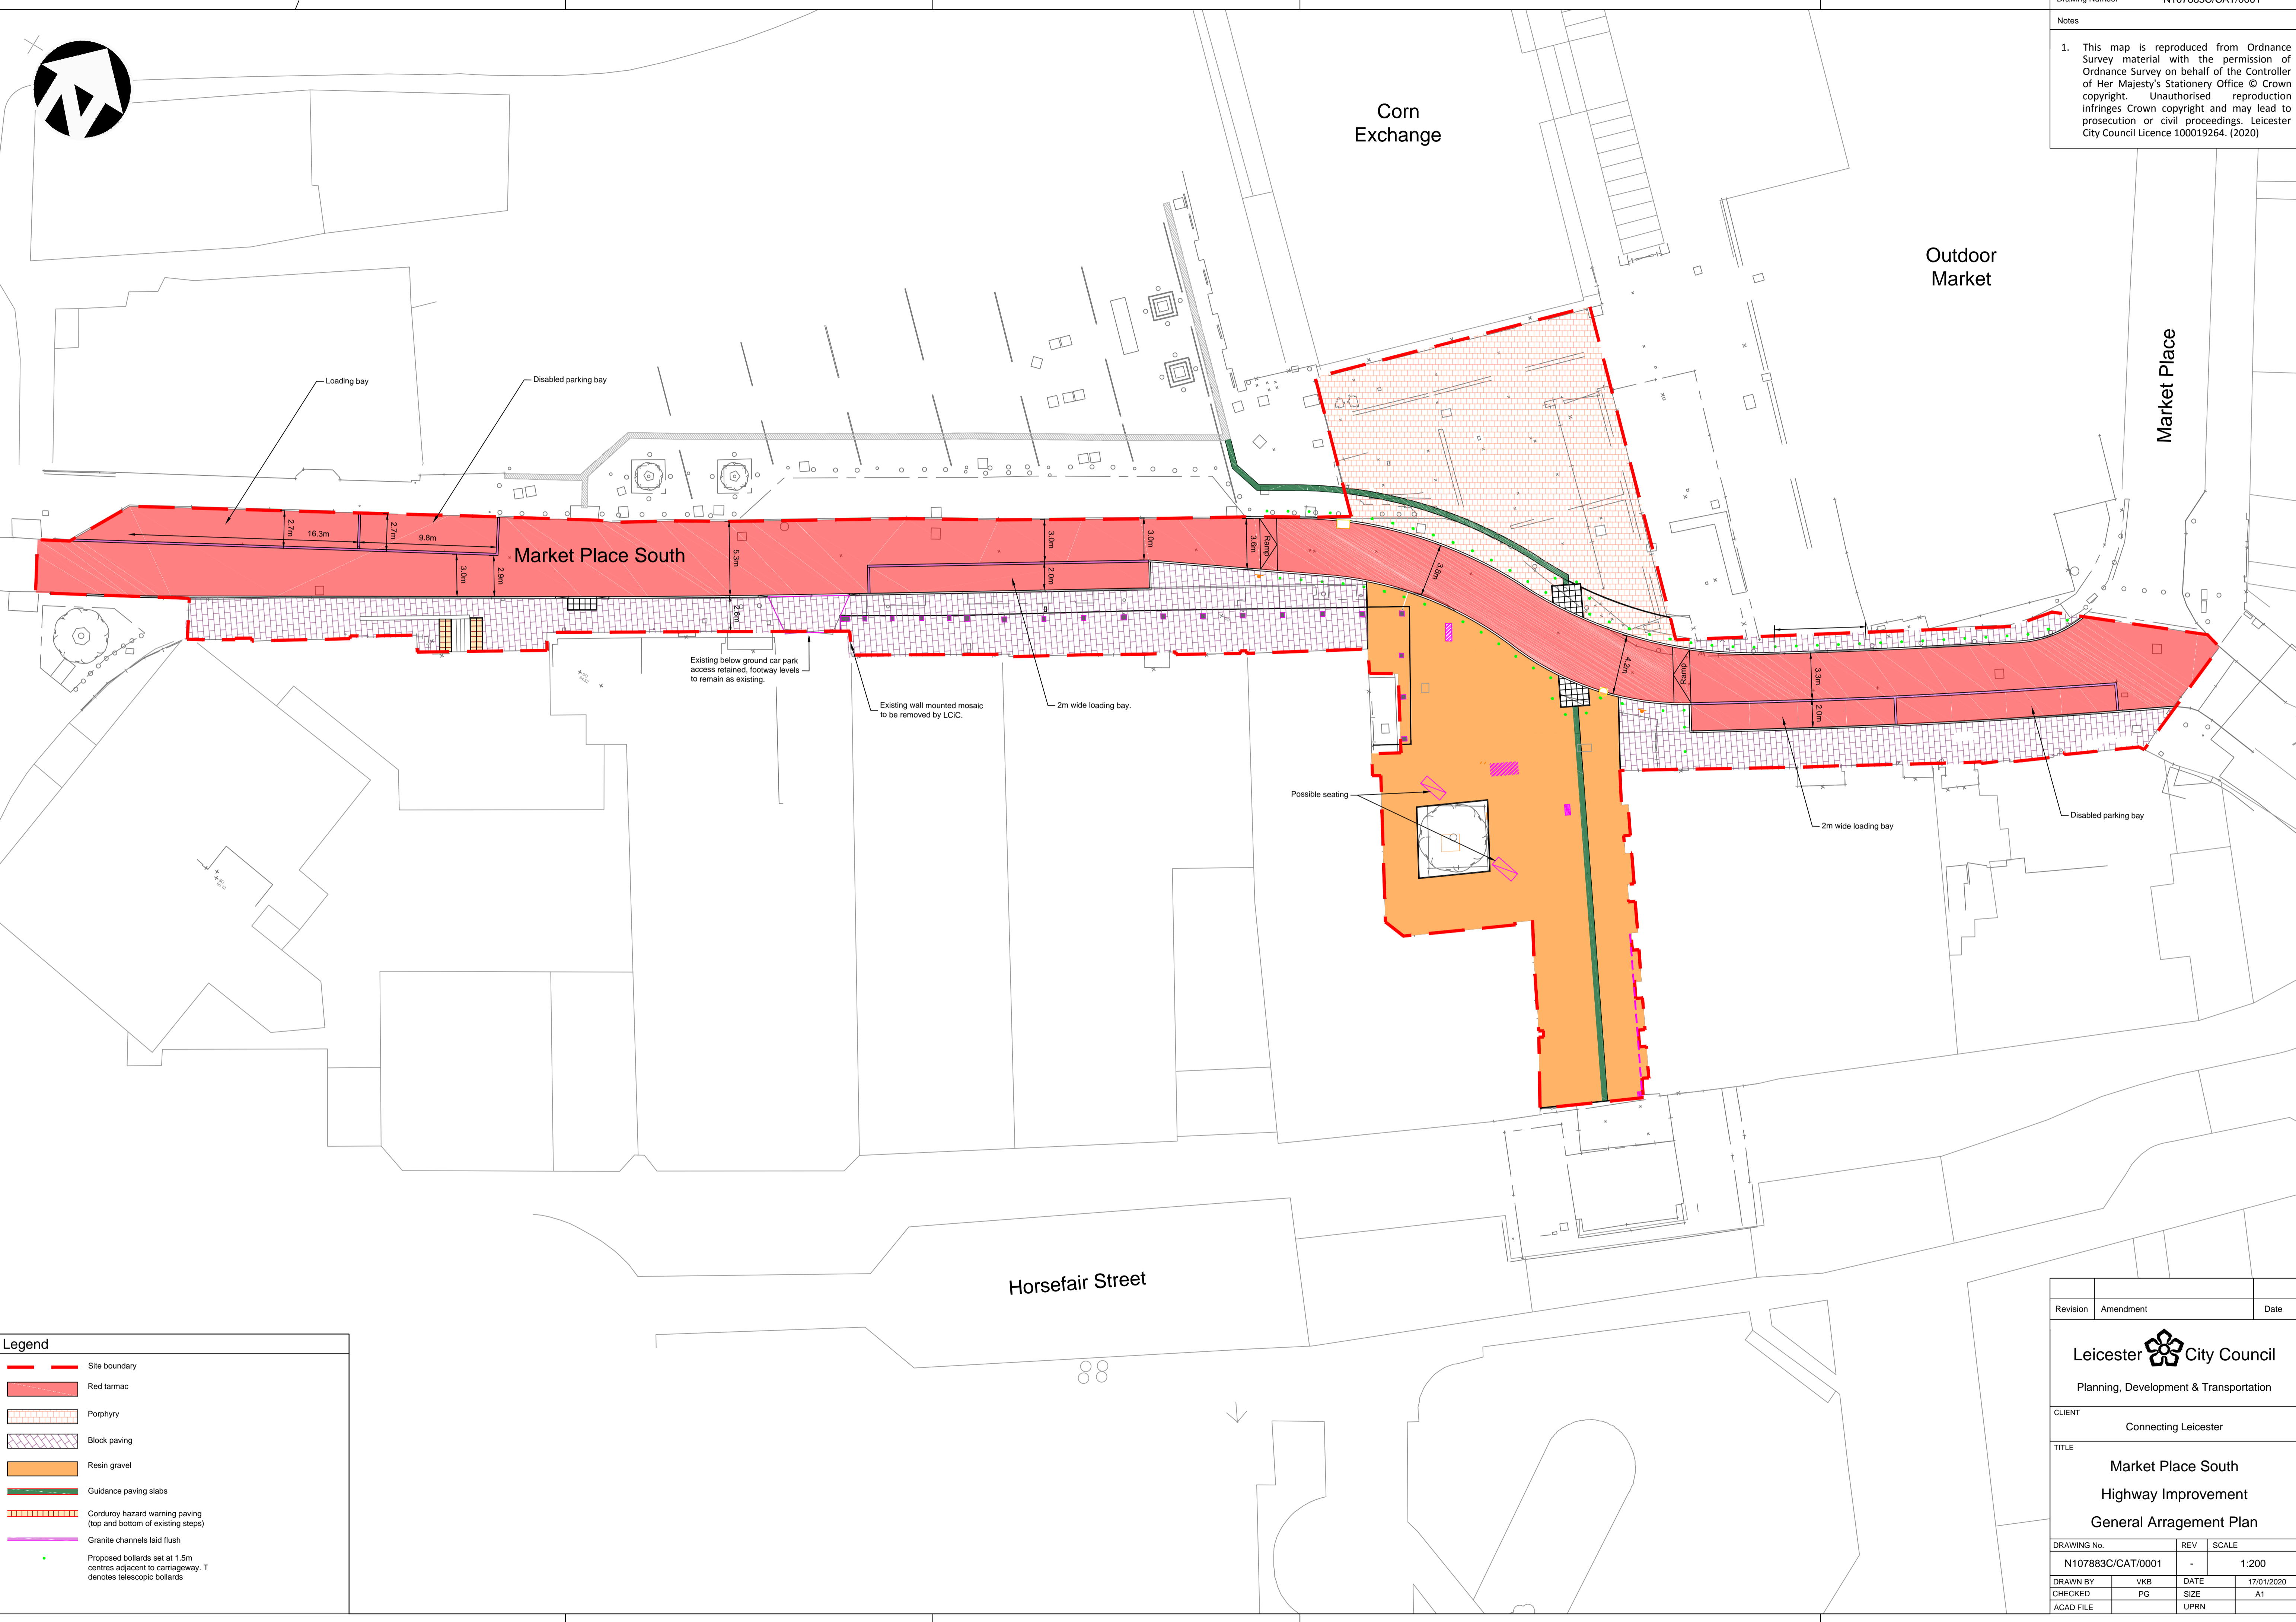 Notes
1. This map is reproduced from Ordnance
Survey material with the permission of
Ordnance Survey on behalf of the Controller
of Her Majesty's Stationery Office © Crown
copyright. Unauthorised reproduction
infringes Crown copyright and may lead to
prosecution or civil proceedings. Leicester
City Council Licence 100019264. (2020)
Corn
Exchange
Outdoor
Market
Market Place
Loading bay
Disabled parking bay
2.7m
16.3m
2.7m
9.8m
Market Place South
3.0m
2.9m
5.3m
2.6m
3.0m
2.0m
3.0m
3.6m
Ramp
3.8m
4.2m
Ramp
3.3m
2.0m
Existing below ground car park
access retained, footway levels
to remain as existing.
Existing wall mounted mosaic
to be removed by LCiC.
2m wide loading bay.
Possible seating
2m wide loading bay
Disabled parking bay
Horsefair Street
Legend
Site boundary
Red tarmac
Porphyry
Block paving
Resin gravel
Guidance paving slabs
Corduroy hazard warning paving
(top and bottom of existing steps)
Granite channels laid flush
Proposed bollards set at 1.5m
centres adjacent to carriageway. T
denotes telescopic bollards
Revision Amendment Date
Leicester City Council
Planning, Development & Transportation
CLIENT
Connecting Leicester
TITLE
Market Place South
Highway Improvement
General Arragement Plan
DRAWING No. REV SCALE
N107883C/CAT/0001 - 1:200
DRAWN BY VKB DATE 17/01/2020
CHECKED PG SIZE A1
ACAD FILE UPRN